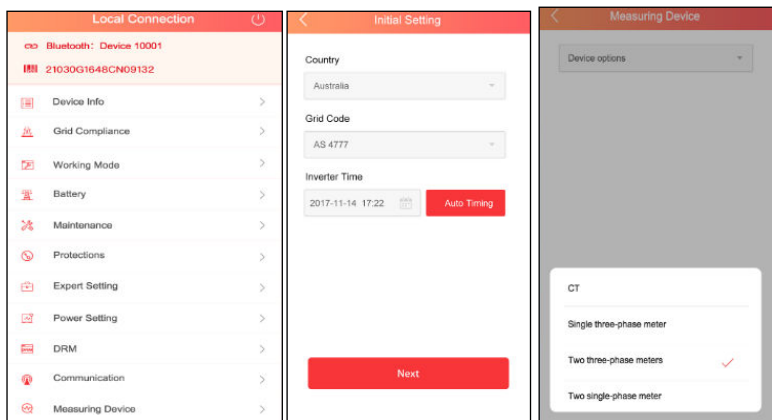 Local Connection
Bluetooth: Device 10001
21030G1648CN09132
Device Info
Grid Compliance
Working Mode
Battery
Maintenance
Protections
Expert Setting
Power Setting
DRM
Communication
Measuring Device
Initial Setting
Country
Australia
Grid Code
AS 4777
Inverter Time
2017-11-14 17:22
Auto Timing
Next
Measuring Device
Device options
CT
Single three-phase meter
Two three-phase meters
Two single-phase meter